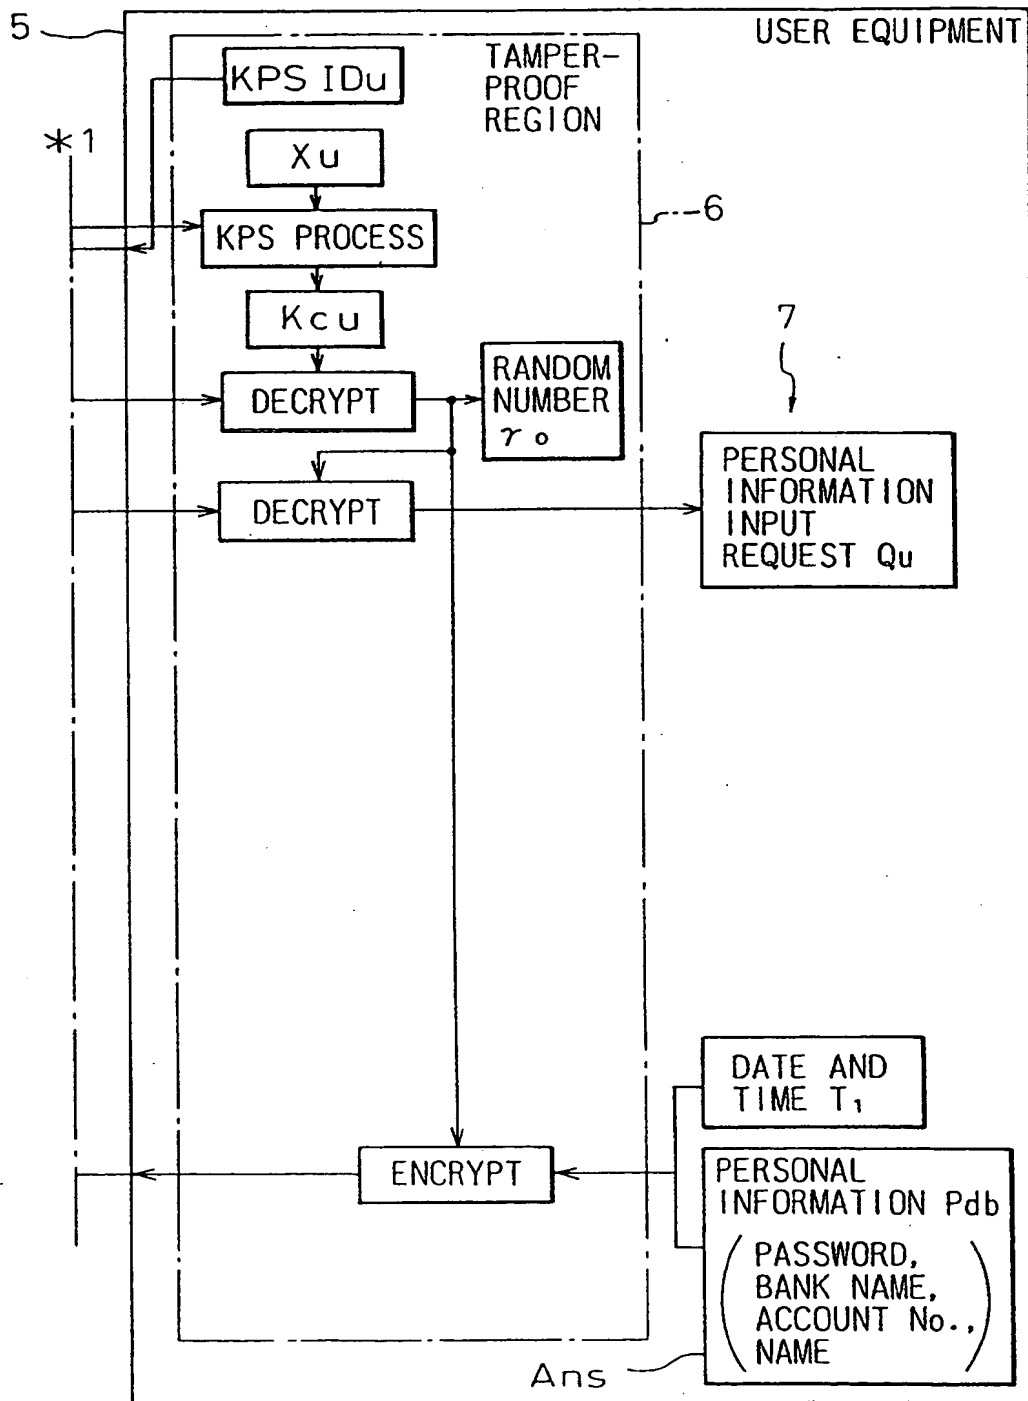 5
USER EQUIPMENT
TAMPER-
PROOF
REGION
KPS IDu
*1
Xu
6
KPS PROCESS
Kcu
7
DECRYPT
RANDOM
NUMBER
γo
DECRYPT
PERSONAL
INFORMATION
INPUT
REQUEST Qu
DATE AND
TIME T₁
ENCRYPT
PERSONAL
INFORMATION Pdb
(PASSWORD,
BANK NAME,
ACCOUNT No.,
NAME)
Ans